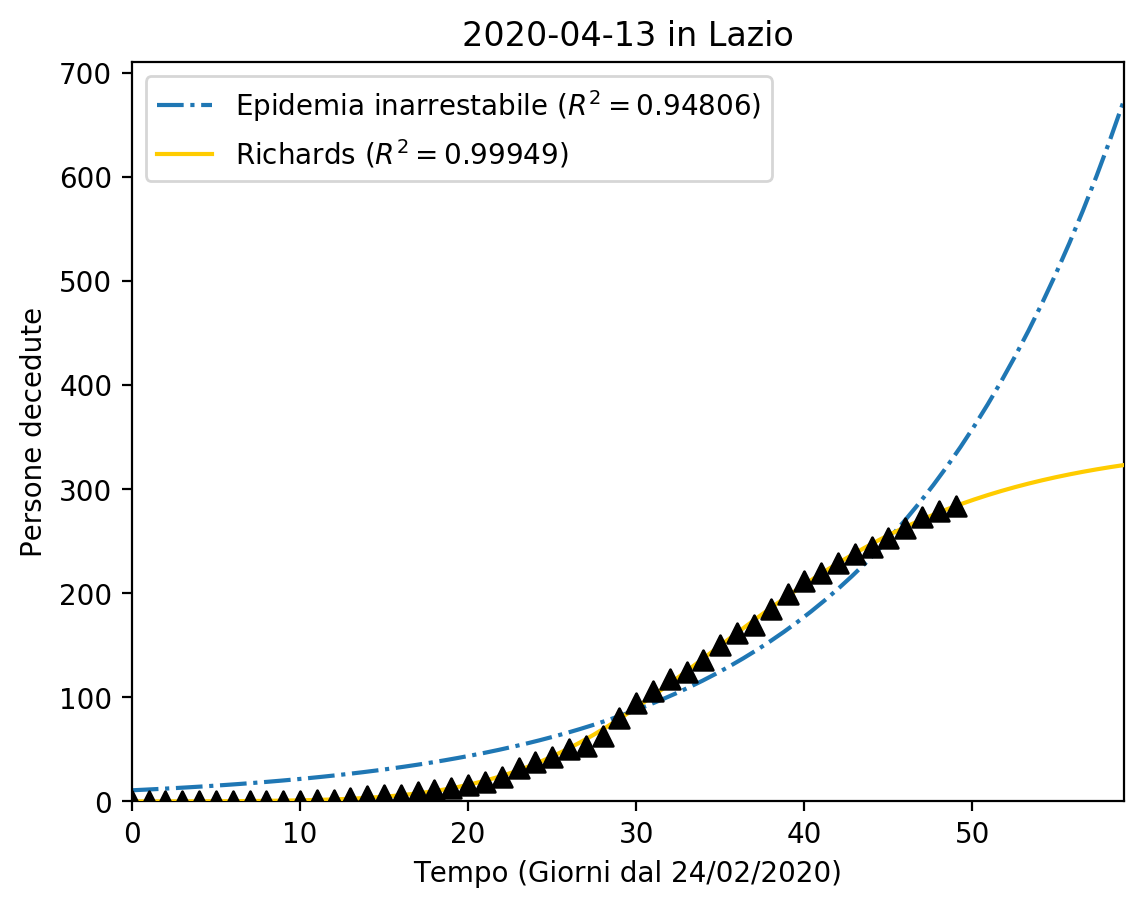 2020-04-13 in Lazio
Epidemia inarrestabile (R² = 0.94806)
Richards (R² = 0.99949)
700
600
500
400
300
200
100
0
Persone decedute
0 10 20 30 40 50
Tempo (Giorni dal 24/02/2020)